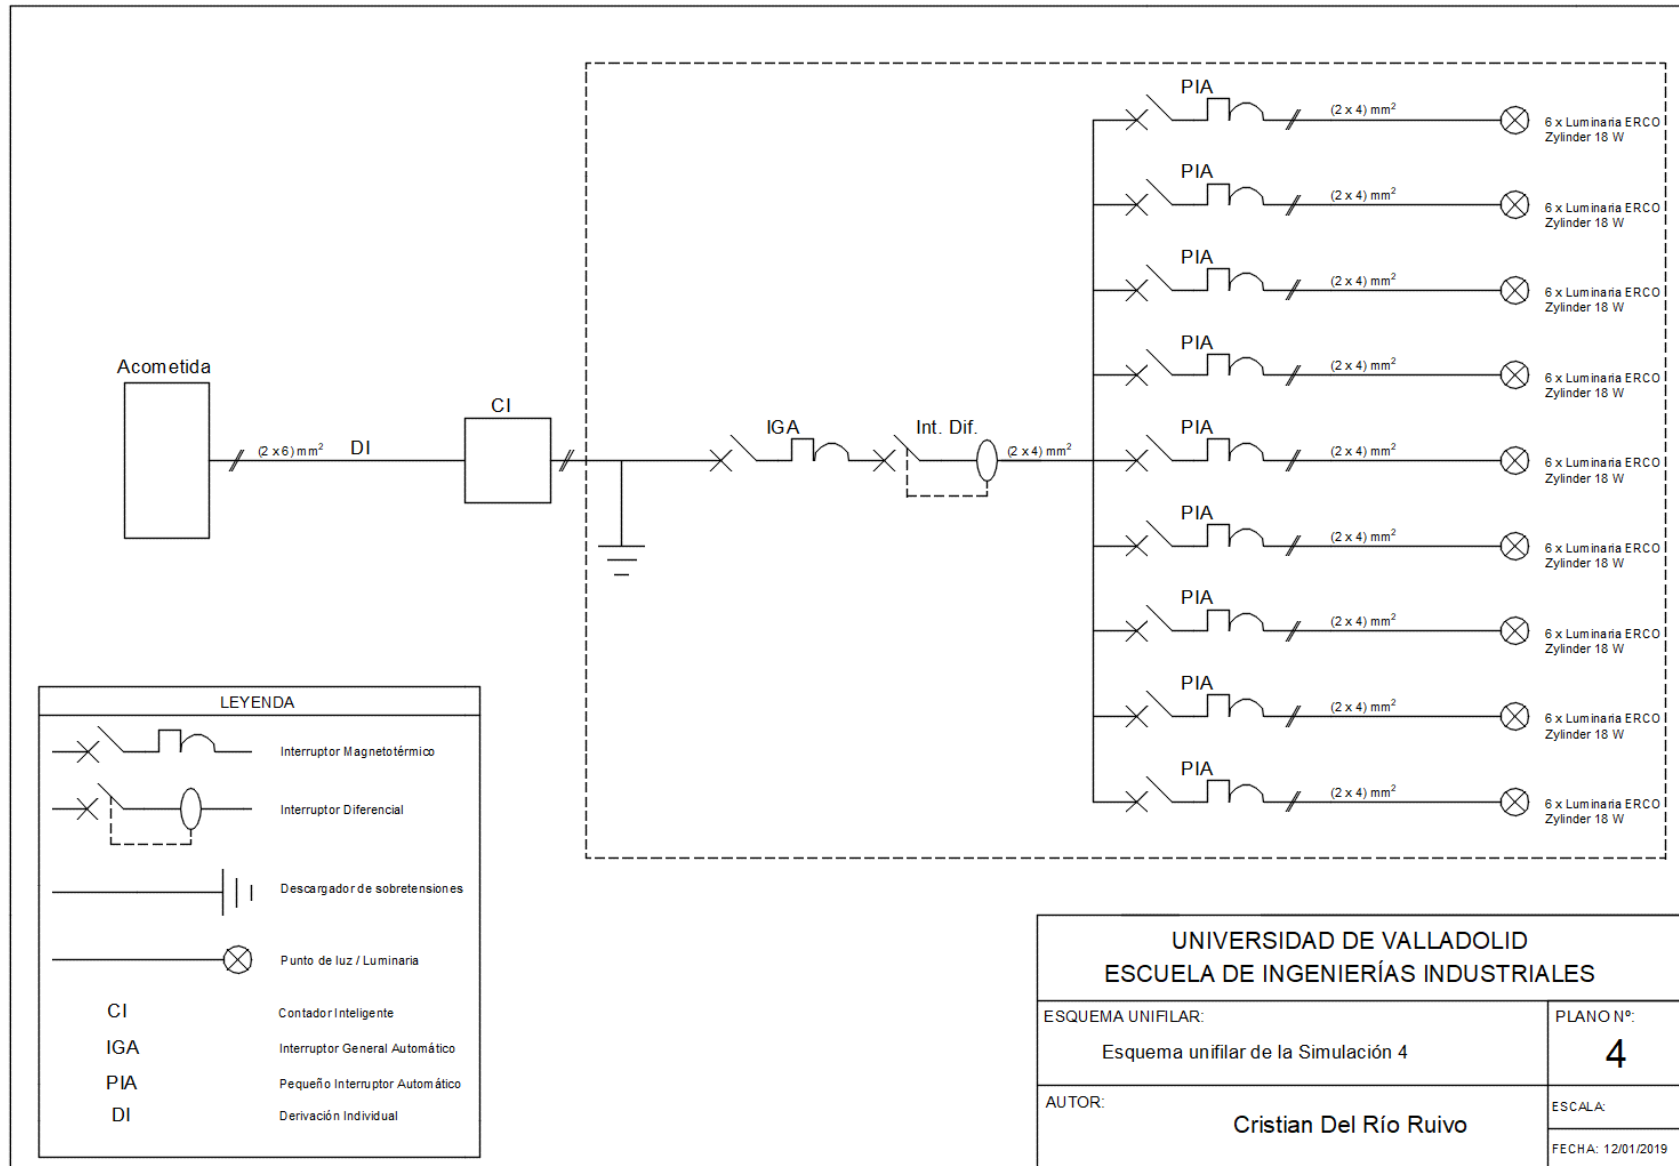 PIA
(2 x 4) mm²
6 x Luminaria ERCO
Zylinder 18 W
PIA
(2 x 4) mm²
6 x Luminaria ERCO
Zylinder 18 W
PIA
(2 x 4) mm²
6 x Luminaria ERCO
Zylinder 18 W
PIA
(2 x 4) mm²
6 x Luminaria ERCO
Zylinder 18 W
Acometida
(2 x 6) mm²
DI
CI
IGA
Int. Dif.
(2 x 4) mm²
PIA
(2 x 4) mm²
6 x Luminaria ERCO
Zylinder 18 W
PIA
(2 x 4) mm²
6 x Luminaria ERCO
Zylinder 18 W
PIA
(2 x 4) mm²
6 x Luminaria ERCO
Zylinder 18 W
PIA
(2 x 4) mm²
6 x Luminaria ERCO
Zylinder 18 W
PIA
(2 x 4) mm²
6 x Luminaria ERCO
Zylinder 18 W
LEYENDA
Interruptor Magnetotérmico
Interruptor Diferencial
Descargador de sobretensiones
Punto de luz / Luminaria
CI Contador Inteligente
IGA Interruptor General Automático
PIA Pequeño Interruptor Automático
DI Derivación Individual
UNIVERSIDAD DE VALLADOLID
ESCUELA DE INGENIERÍAS INDUSTRIALES
ESQUEMA UNIFILAR:
Esquema unifilar de la Simulación 4
PLANO Nº:
4
AUTOR:
Cristian Del Río Ruivo
ESCALA:
FECHA: 12/01/2019